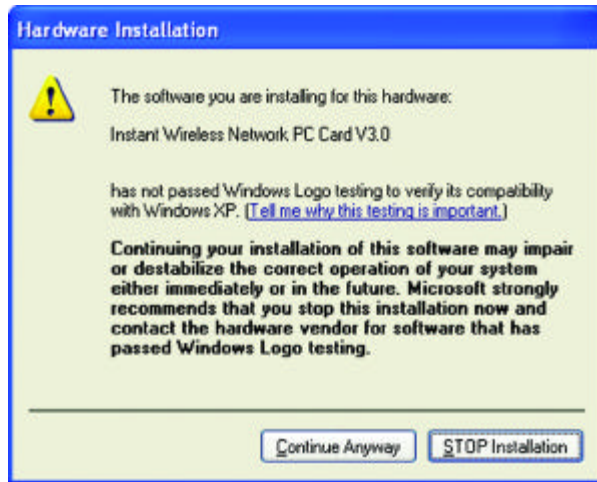 Hardware Installation
The software you are installing for this hardware:
Instant Wireless Network PC Card V3.0
has not passed Windows Logo testing to verify its compatibility
with Windows XP. (Tell me why this testing is important.)
Continuing your installation of this software may impair
or destabilize the correct operation of your system
either immediately or in the future. Microsoft strongly
recommends that you stop this installation now and
contact the hardware vendor for software that has
passed Windows Logo testing.
Continue Anyway
STOP Installation